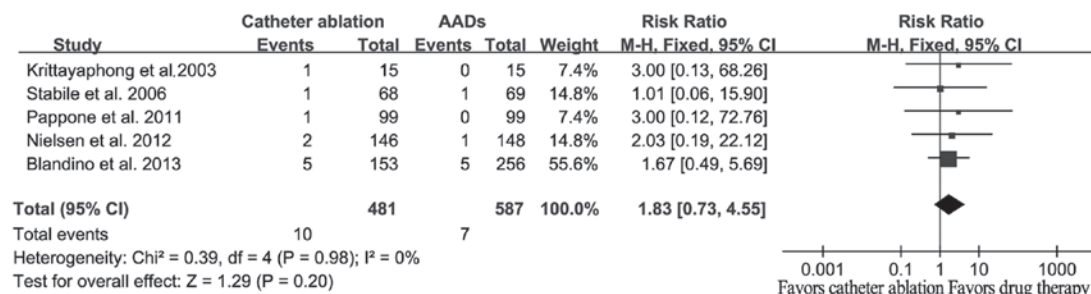 Catheter ablation AADs Risk Ratio Risk Ratio
Study Events Total Events Total Weight M-H, Fixed, 95% CI M-H, Fixed, 95% CI
Krittayaphong et al.2003 1 15 0 15 7.4% 3.00 [0.13, 68.26]
Stabile et al. 2006 1 68 1 69 14.8% 1.01 [0.06, 15.90]
Pappone et al. 2011 1 99 0 99 7.4% 3.00 [0.12, 72.76]
Nielsen et al. 2012 2 146 1 148 14.8% 2.03 [0.19, 22.12]
Blandino et al. 2013 5 153 5 256 55.6% 1.67 [0.49, 5.69]
Total (95% CI) 481 587 100.0% 1.83 [0.73, 4.55]
Total events 10 7
Heterogeneity: Chi² = 0.39, df = 4 (P = 0.98); I² = 0%
Test for overall effect: Z = 1.29 (P = 0.20)
0.001 0.1 1 10 1000
Favors catheter ablation Favors drug therapy